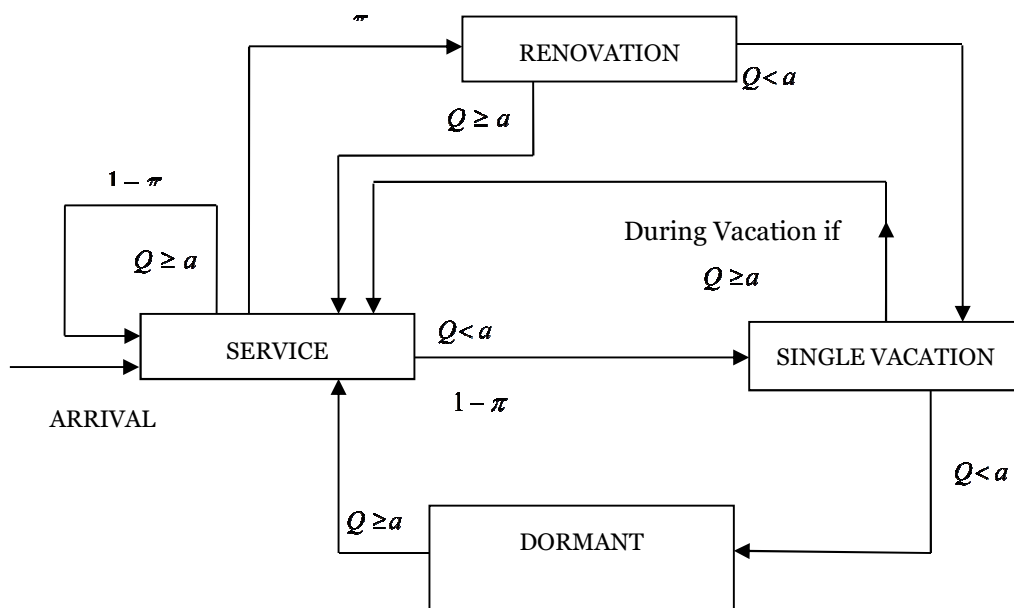 π
RENOVATION
Q < a
Q ≥ a
1 – π
During Vacation if
Q ≥ a
Q ≥ a
SERVICE
Q < a
SINGLE VACATION
1 – π
ARRIVAL
Q < a
Q ≥ a
DORMANT